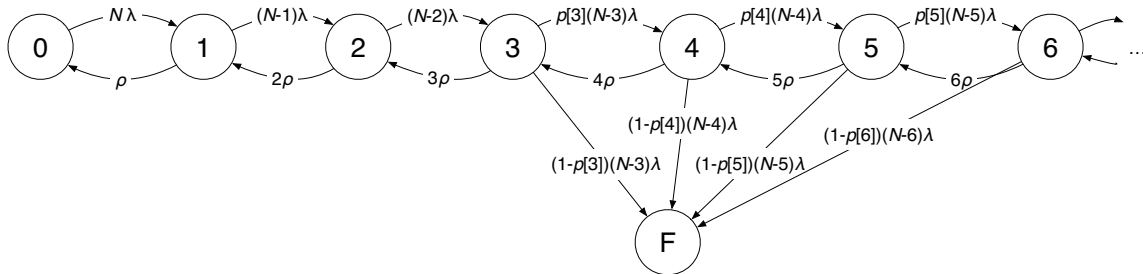 Nλ
(N-1)λ
(N-2)λ
p[3](N-3)λ
p[4](N-4)λ
p[5](N-5)λ
0
1
2
3
4
5
6
...
ρ
2ρ
3ρ
4ρ
5ρ
6ρ
(1-p[4])(N-4)λ
(1-p[6])(N-6)λ
(1-p[3])(N-3)λ
(1-p[5])(N-5)λ
F